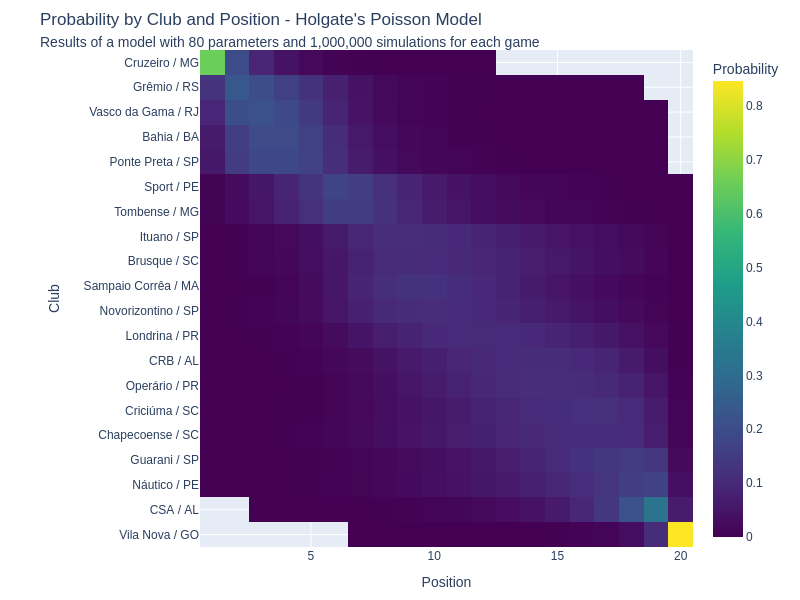 Probability by Club and Position - Holgate's Poisson Model
Results of a model with 80 parameters and 1,000,000 simulations for each game
Probability
Club
Cruzeiro / MG
Grêmio / RS
Vasco da Gama / RJ
Bahia / BA
Ponte Preta / SP
Sport / PE
Tombense / MG
Ituano / SP
Brusque / SC
Sampaio Corrêa / MA
Novorizontino / SP
Londrina / PR
CRB / AL
Operário / PR
Criciúma / SC
Chapecoense / SC
Guarani / SP
Náutico / PE
CSA / AL
Vila Nova / GO
0.8
0.7
0.6
0.5
0.4
0.3
0.2
0.1
0
5 10 15 20
Position